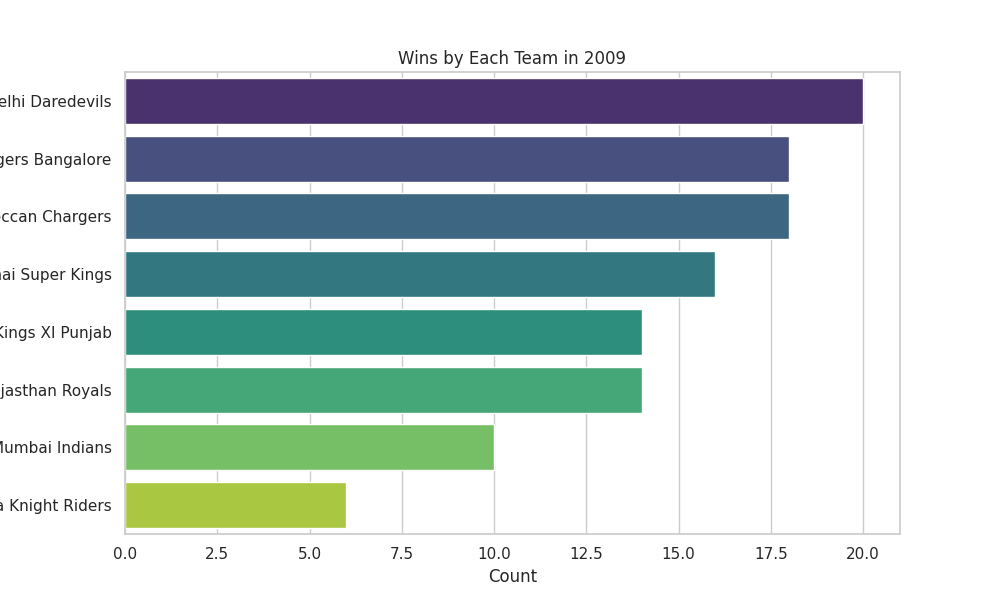 Wins by Each Team in 2009
elhi Daredevils
gers Bangalore
ccan Chargers
ai Super Kings
Kings XI Punjab
jasthan Royals
Mumbai Indians
a Knight Riders
0.0 2.5 5.0 7.5 10.0 12.5 15.0 17.5 20.0
Count